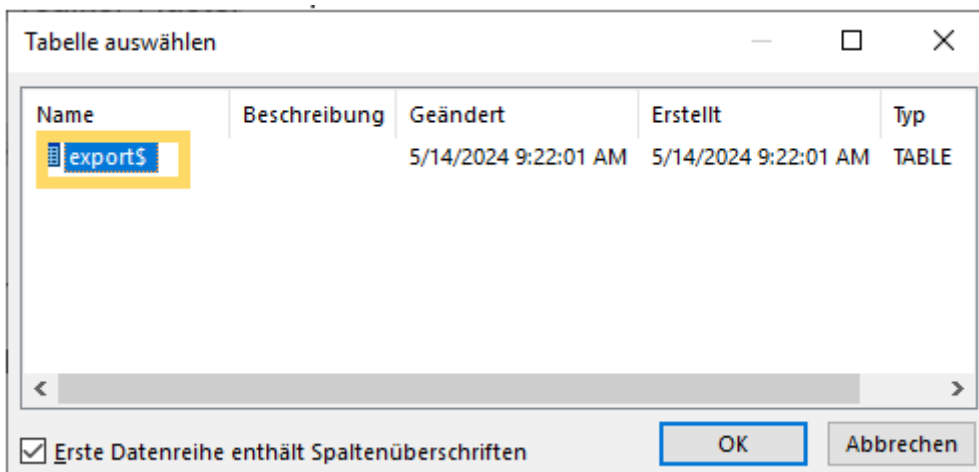 Tabelle auswählen
Name Beschreibung Geändert Erstellt Typ
export$ 5/14/2024 9:22:01 AM 5/14/2024 9:22:01 AM TABLE
Erste Datenreihe enthält Spaltenüberschriften OK Abbrechen